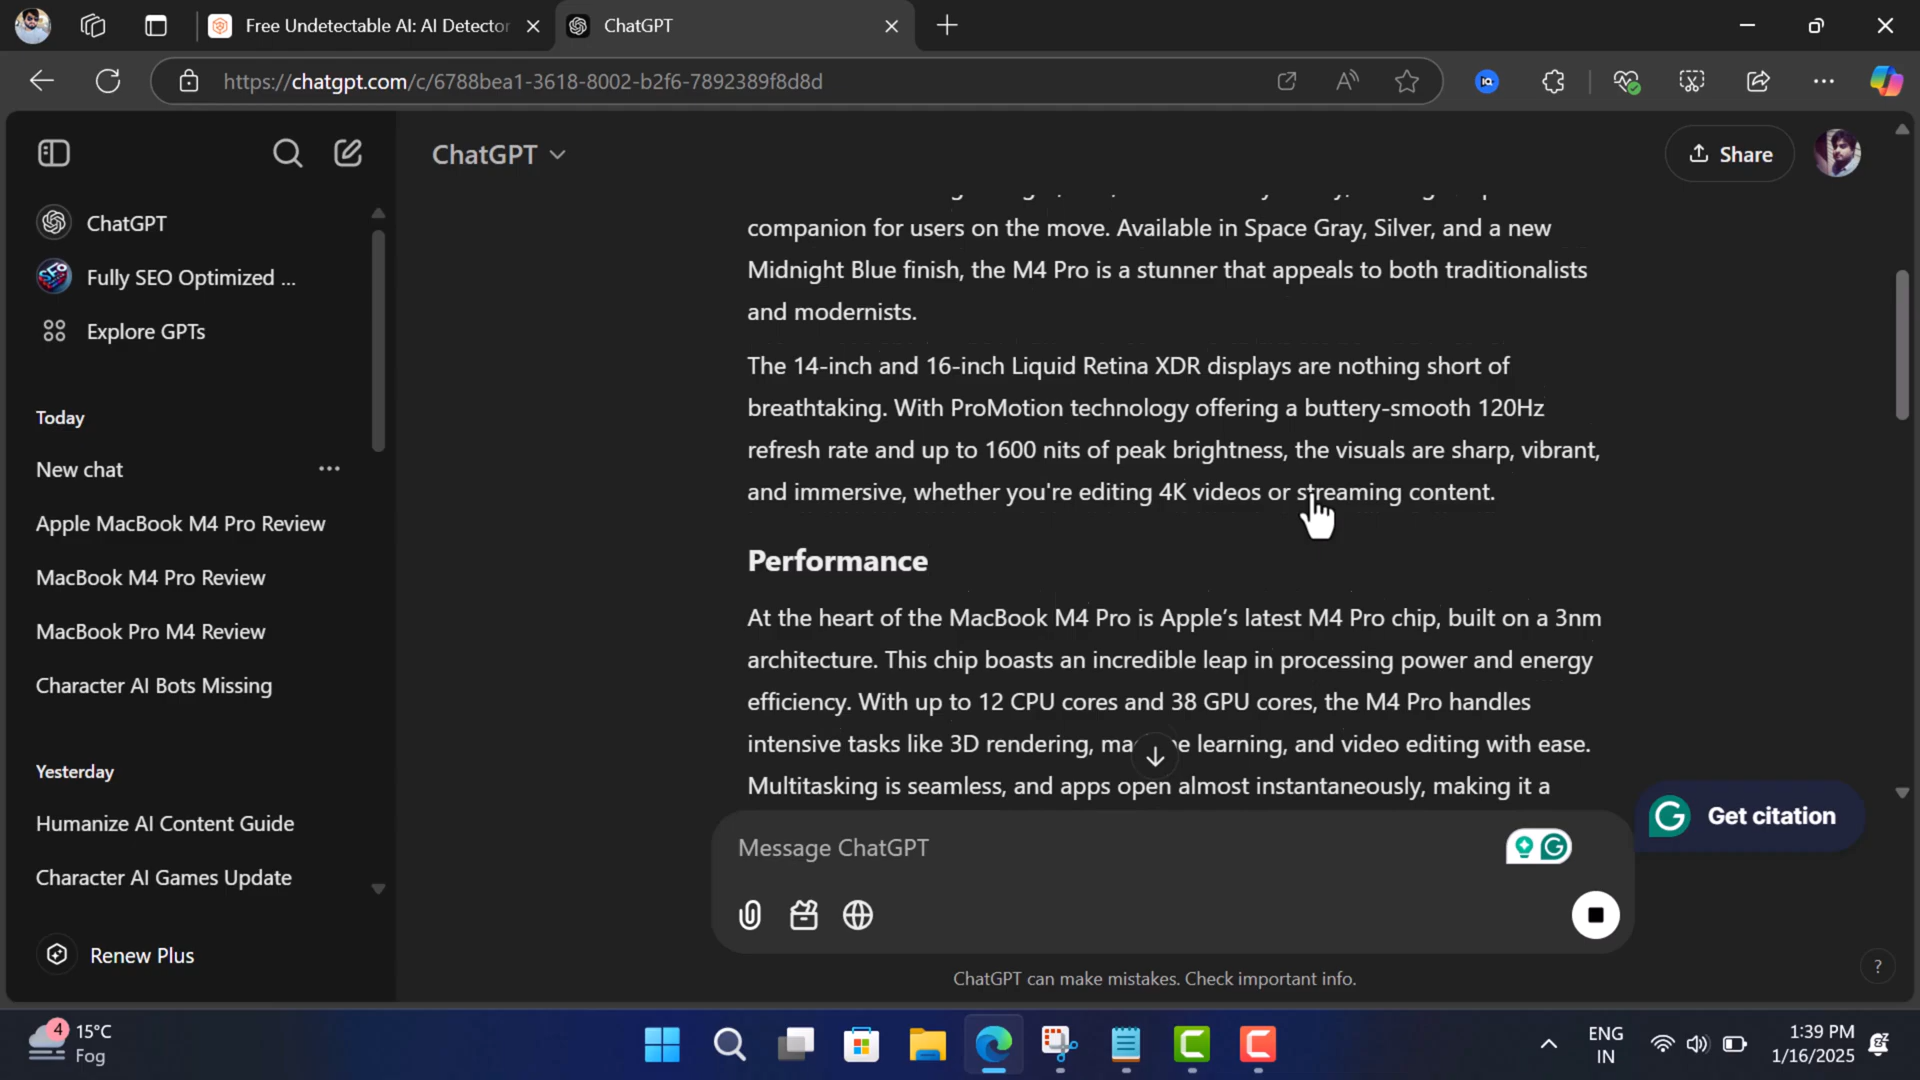 Free Undetectable AI: AI Detector
ChatGPT
https://chatgpt.com/c/6788bea1-3618-8002-b2f6-7892389f8d8d
ChatGPT
Share
ChatGPT
Fully SEO Optimized ...
Explore GPTs
Today
New chat
Apple MacBook M4 Pro Review
MacBook M4 Pro Review
MacBook Pro M4 Review
Character AI Bots Missing
Yesterday
Humanize AI Content Guide
Character AI Games Update
Renew Plus
companion for users on the move. Available in Space Gray, Silver, and a new
Midnight Blue finish, the M4 Pro is a stunner that appeals to both traditionalists
and modernists.
The 14-inch and 16-inch Liquid Retina XDR displays are nothing short of
breathtaking. With ProMotion technology offering a buttery-smooth 120Hz
refresh rate and up to 1600 nits of peak brightness, the visuals are sharp, vibrant,
and immersive, whether you're editing 4K videos or streaming content.
Performance
At the heart of the MacBook M4 Pro is Apple’s latest M4 Pro chip, built on a 3nm
architecture. This chip boasts an incredible leap in processing power and energy
efficiency. With up to 12 CPU cores and 38 GPU cores, the M4 Pro handles
intensive tasks like 3D rendering, learning, and video editing with ease.
Multitasking is seamless, and apps open almost instantaneously, making it a
Message ChatGPT
Get citation
ChatGPT can make mistakes. Check important info.
?
4
15°C
Fog
ENG
IN
1:39 PM
1/16/2025